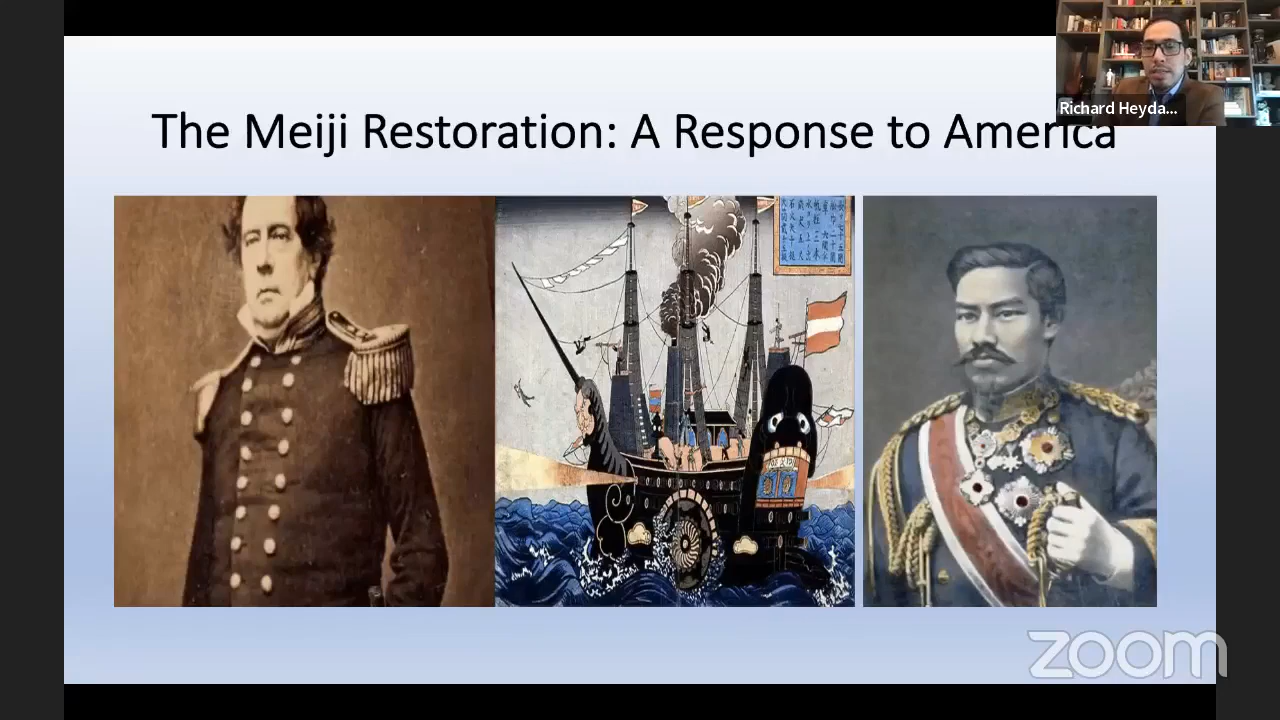 Richard Heyda...
The Meiji Restoration: A Response to America
zoom